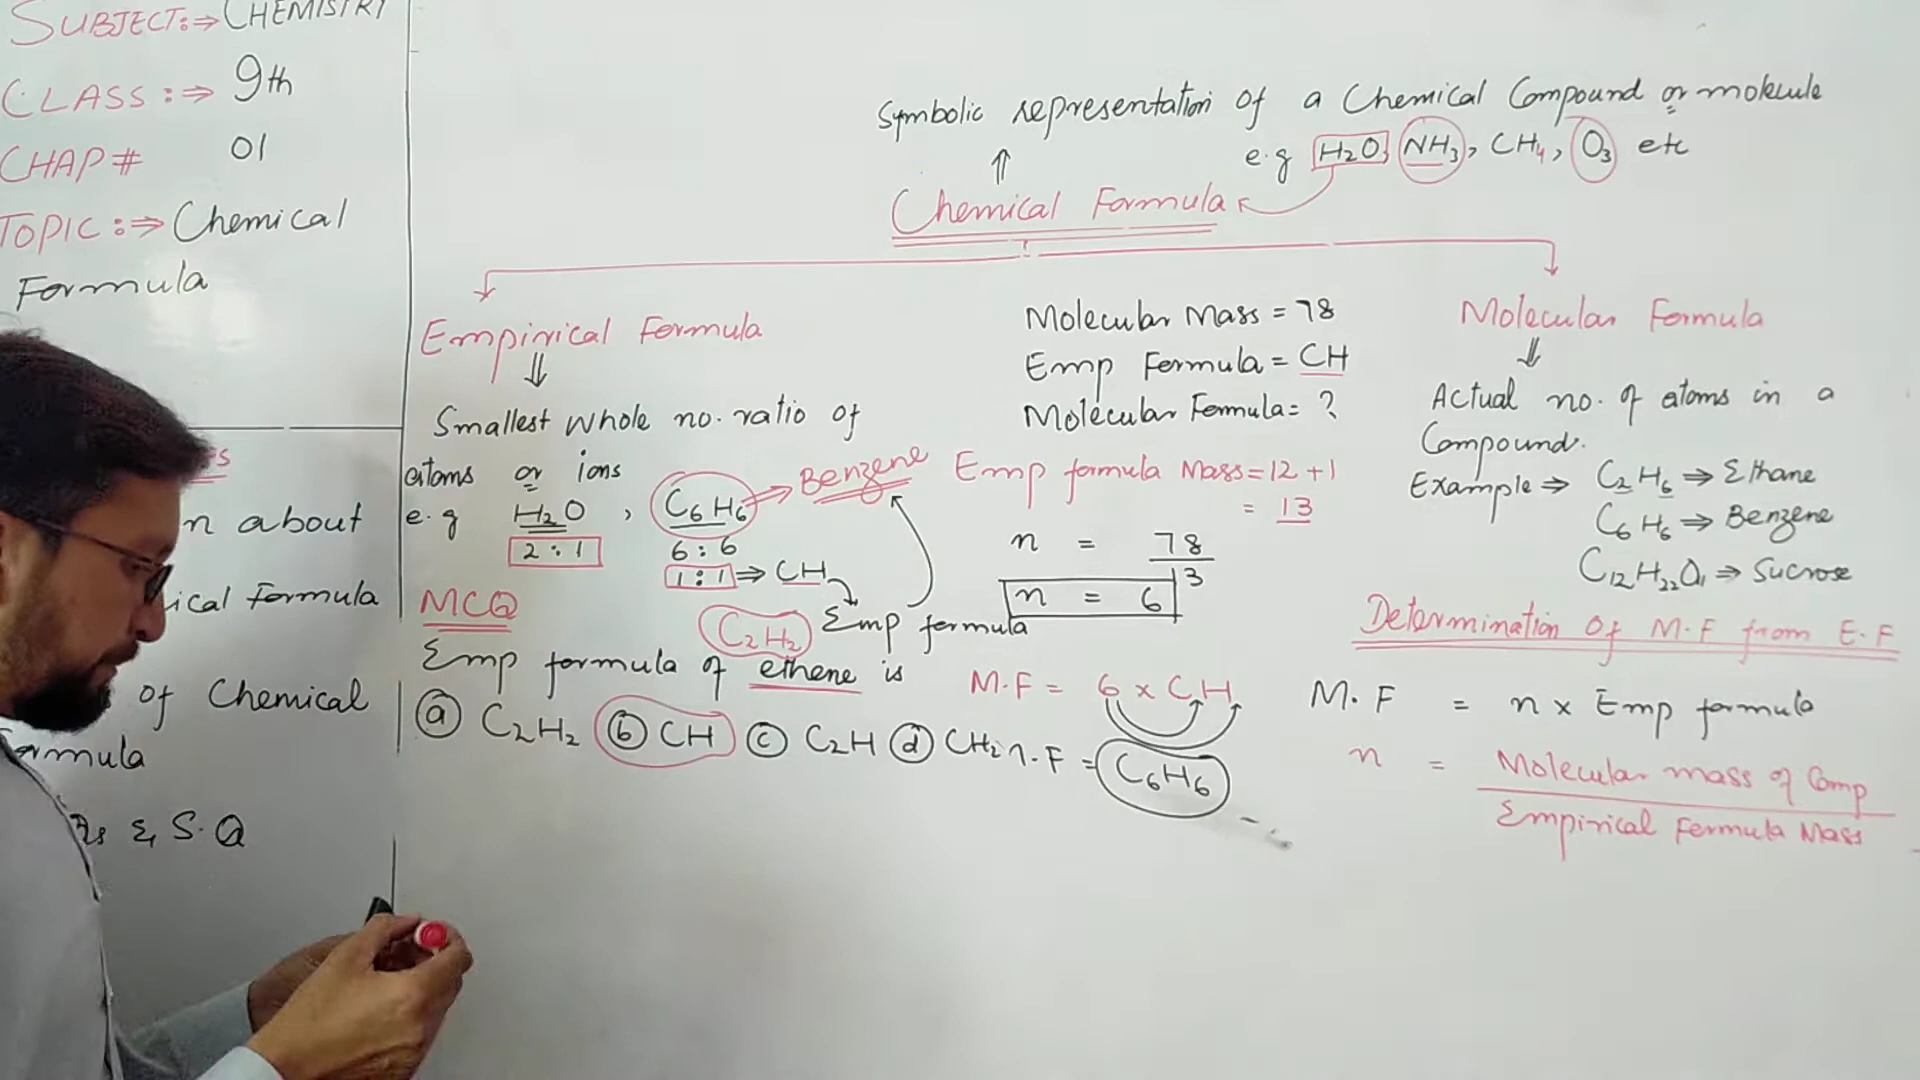 SUBJECT:⇒ CHEMISTRY
CLASS:⇒ 9th
CHAP# 01
TOPIC:⇒ Chemical
Formula
n about
ical Formula
of Chemical
rmula
& S.Q
Symbolic representation of a Chemical Compound or molecule
⇑
e.g H₂O, NH₃, CH₄, O₃ etc
Chemical Formula
Empirical Formula
⇓
Smallest whole no. ratio of
atoms or ions
e.g H₂O , C₆H₆ ⇒ Benzene
2:1 6:6
1:1 ⇒ CH
Emp formula
MCQ
C₂H₂
Emp formula of ethene is
ⓐ C₂H₂ ⓑ CH ⓒ C₂H ⓓ CH₂
Molecular Mass = 78
Emp Formula = CH
Molecular Formula = ?
Emp formula Mass = 12 + 1
= 13
n = 78
13
n = 6
M.F = 6 × CH
.F = C₆H₆
Molecular Formula
⇓
Actual no. of atoms in a
Compound.
Example ⇒ C₂H₆ ⇒ Ethane
C₆H₆ ⇒ Benzene
C₁₂H₂₂O₁₁ ⇒ Sucrose
Determination Of M.F from E.F
M.F = n × Emp formula
n = Molecular mass of Comp
Empirical Formula Mass